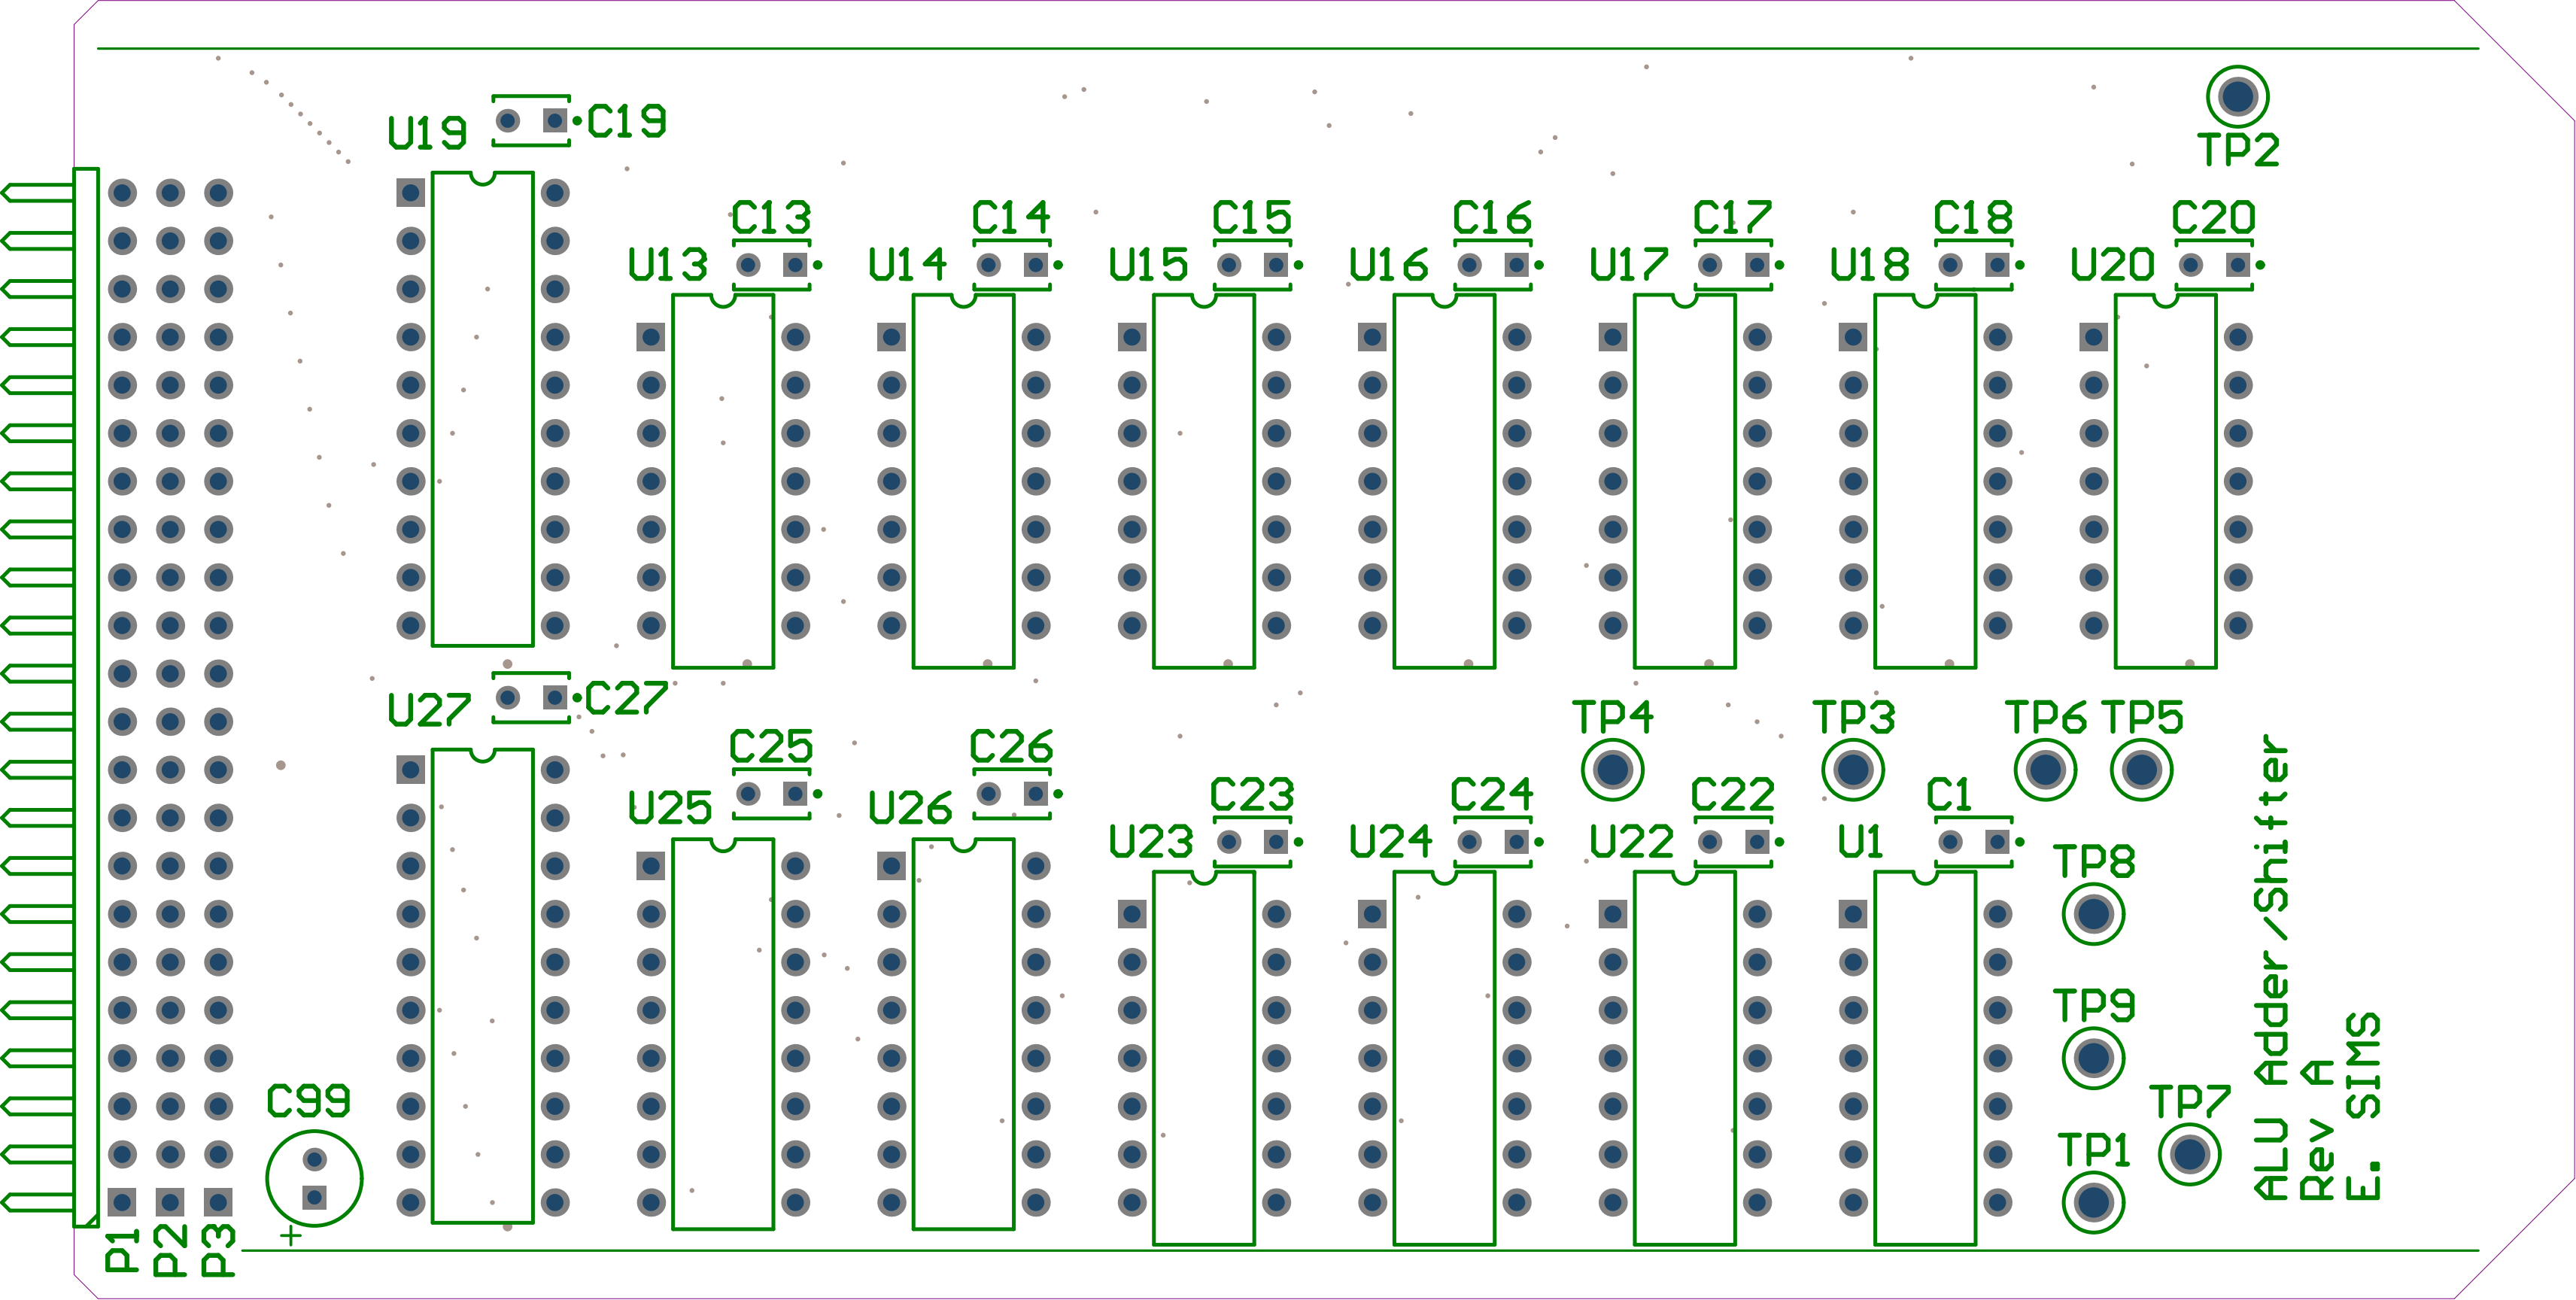 C19
U19
TP2
C13
C14
C15
C16
C17
C18
C20
U13
U14
U15
U16
U17
U18
U20
C27
U27
TP4
TP3
TP6
TP5
C25
C26
C23
C24
C22
C1
U25
U26
U23
U24
U22
U1
TP8
TP9
C99
TP7
TP1
+
P1
P2
P3
ALU Adder/Shifter
Rev A
E. SIMS